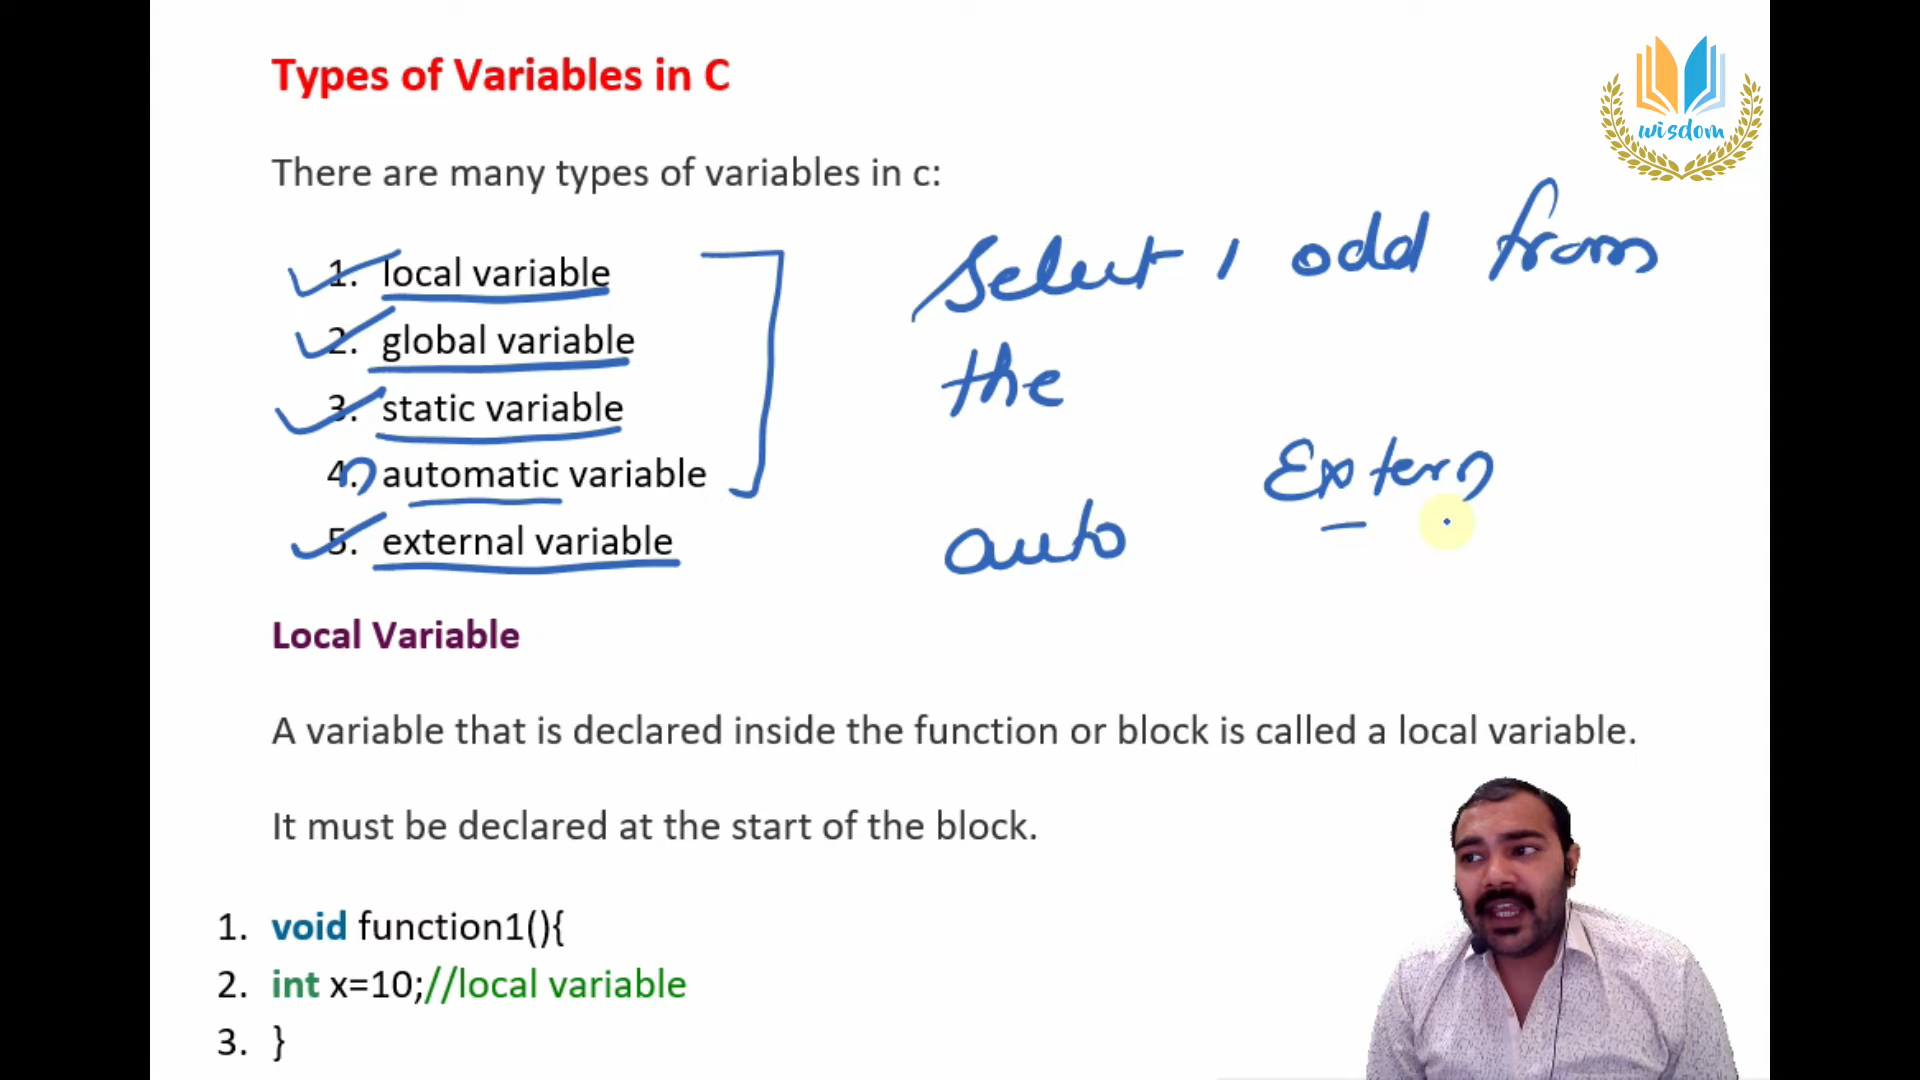 Types of Variables in C
wisdom
There are many types of variables in c:
1. local variable
2. global variable
3. static variable
4. automatic variable
5. external variable
Select 1 odd from
the
Extern
auto
Local Variable
A variable that is declared inside the function or block is called a local variable.
It must be declared at the start of the block.
1. void function1(){
2. int x=10;//local variable
3. }